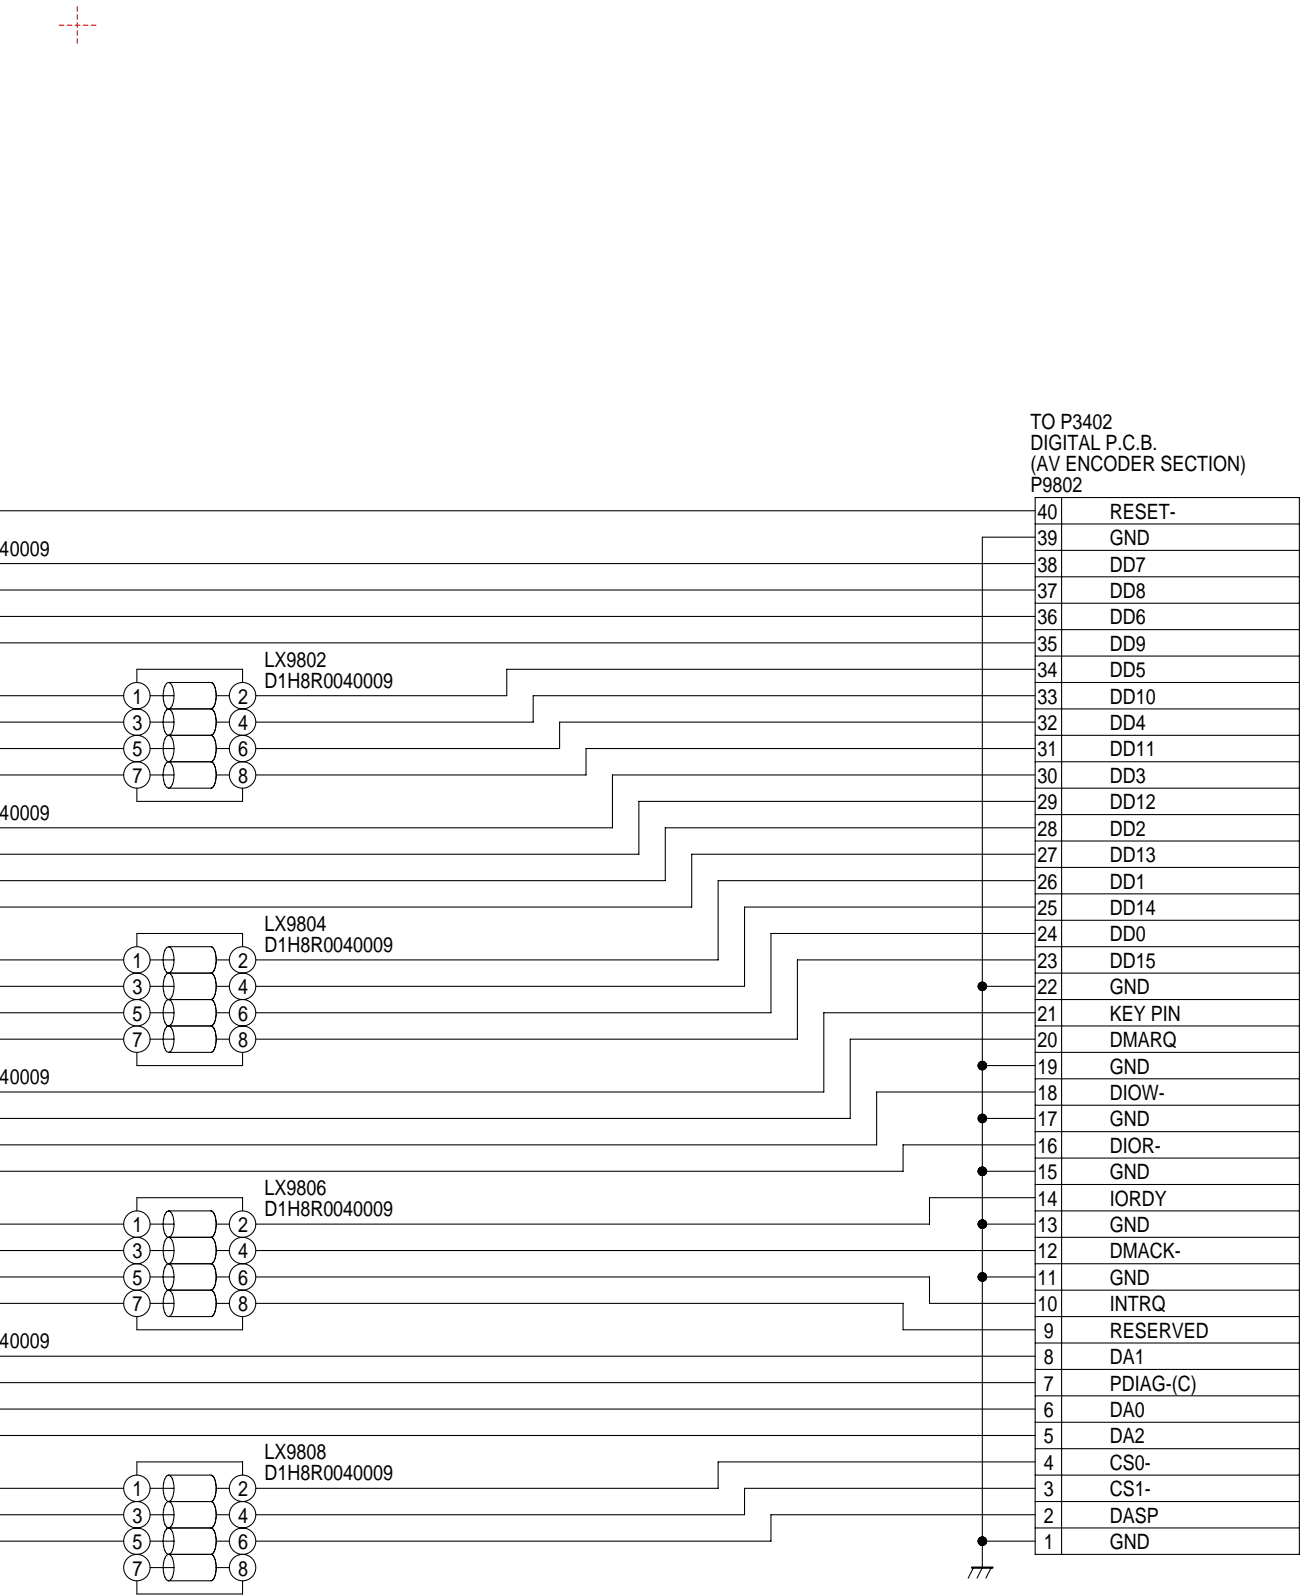 TO P3402
DIGITAL P.C.B.
(AV ENCODER SECTION)
P9802
40 RESET-
39 GND
40009
38 DD7
37 DD8
36 DD6
35 DD9
LX9802
D1H8R0040009
34 DD5
1 2
33 DD10
3 4
32 DD4
5 6
31 DD11
7 8
30 DD3
40009
29 DD12
28 DD2
27 DD13
26 DD1
25 DD14
LX9804
D1H8R0040009
24 DD0
1 2
23 DD15
3 4
22 GND
5 6
21 KEY PIN
7 8
20 DMARQ
40009
19 GND
18 DIOW-
17 GND
16 DIOR-
15 GND
LX9806
D1H8R0040009
14 IORDY
1 2
13 GND
3 4
12 DMACK-
5 6
11 GND
7 8
10 INTRQ
40009
9 RESERVED
8 DA1
7 PDIAG-(C)
6 DA0
5 DA2
LX9808
D1H8R0040009
4 CS0-
1 2
3 CS1-
3 4
2 DASP
5 6
1 GND
7 8